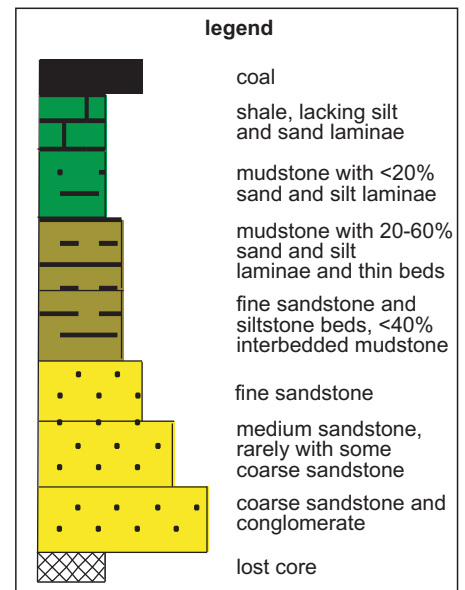 legend
coal
shale, lacking silt
and sand laminae
mudstone with <20%
sand and silt laminae
mudstone with 20-60%
sand and silt
laminae and thin beds
fine sandstone and
siltstone beds, <40%
interbedded mudstone
fine sandstone
medium sandstone,
rarely with some
coarse sandstone
coarse sandstone and
conglomerate
lost core